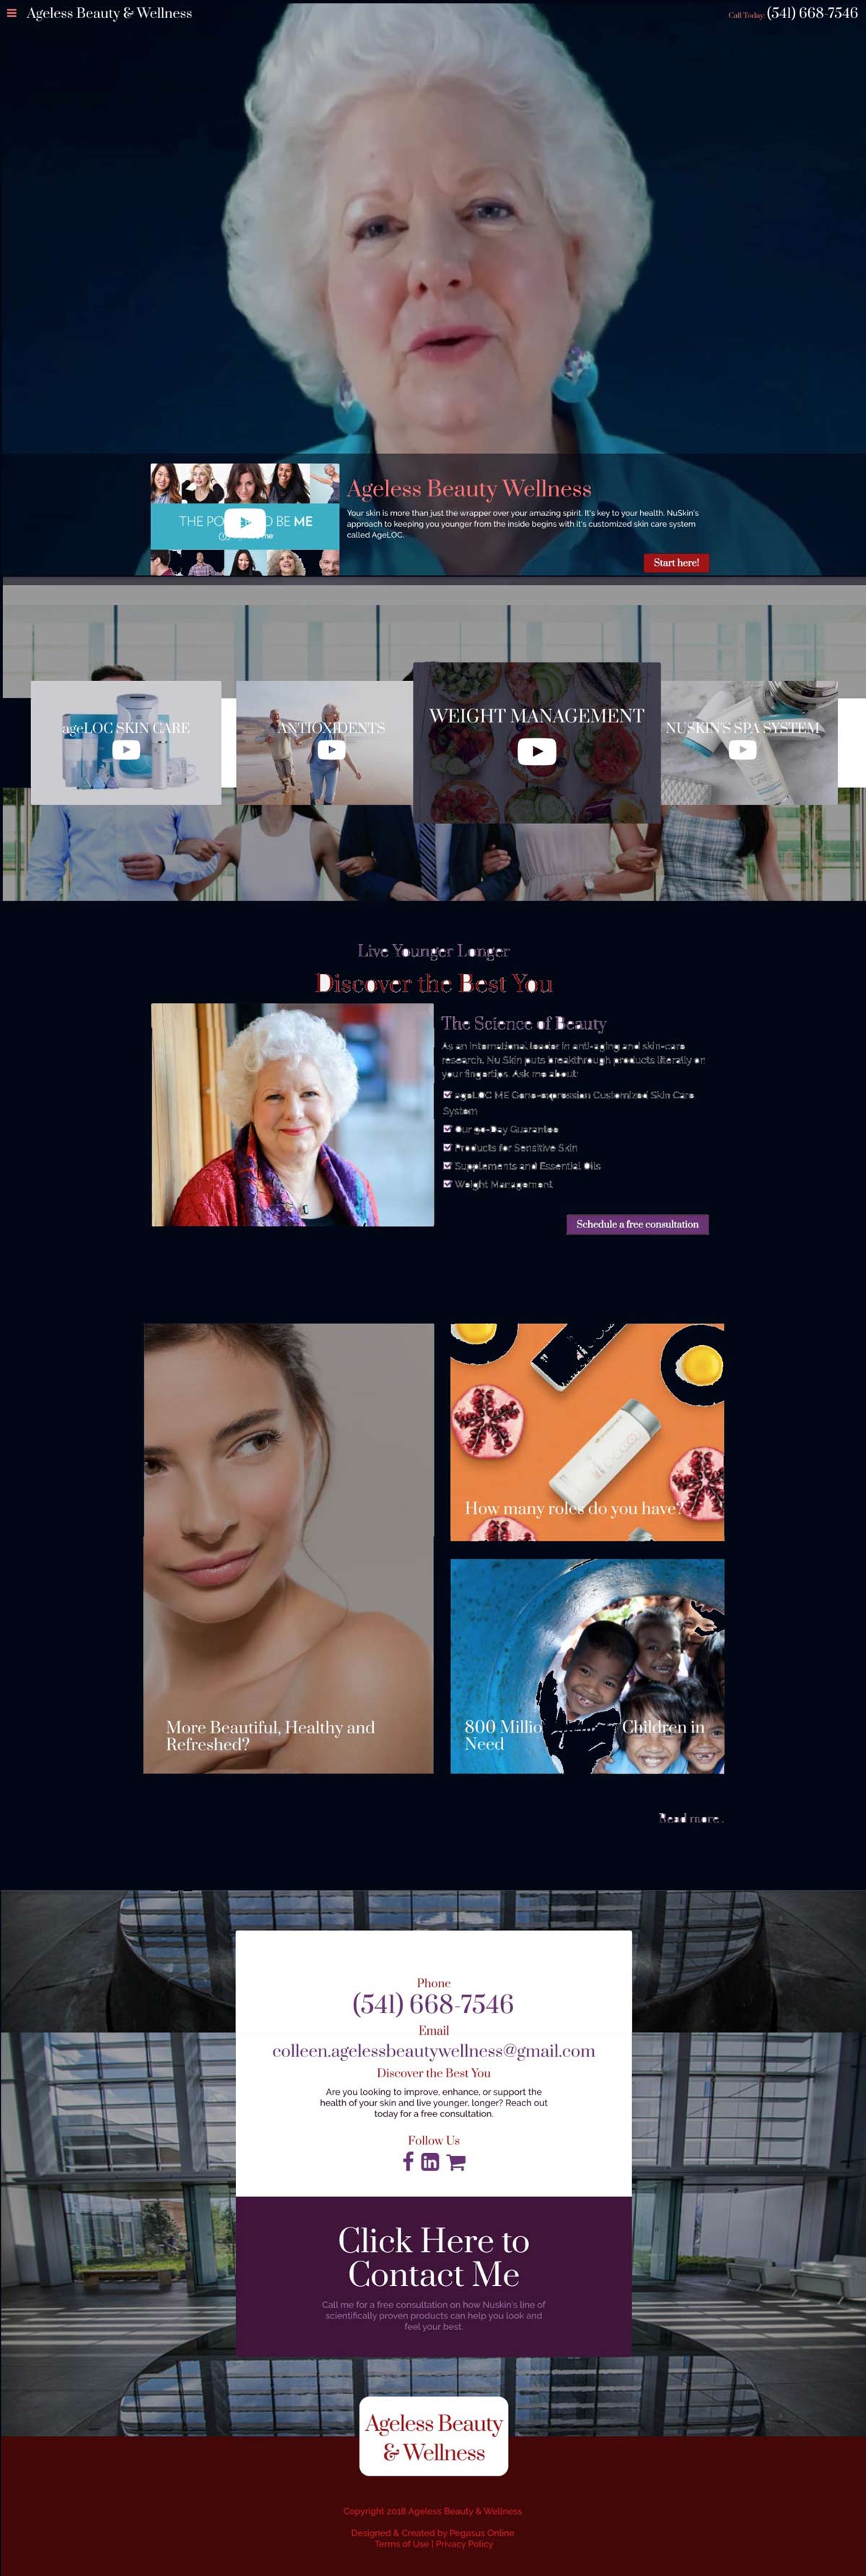 Ageless Beauty & Wellness
Call Today: (541) 668-7546
THE PO
O BE ME
me
Ageless Beauty Wellness
Your skin is more than just the wrapper over your amazing spirit. It's key to your health. NuSkin's
approach to keeping you younger from the inside begins with it's customized skin care system
called AgeLOC.
Start here!
ageLOC SKIN CARE
ANTIOXIDENTS
WEIGHT MANAGEMENT
NUSKIN'S SPA SYSTEM
Live Younger Longer
Discover the Best You
The Science of Beauty
As an International leader in anti-aging and skin-care
research, Nu Skin puts breakthrough products literally at
your fingertips. Ask me about:
ageLOC ME Gene-expression Customized Skin Care
System
Our 90-Day Guarantee
Products for Sensitive Skin
Supplements and Essential Oils
Weight Management
Schedule a free consultation
How many roles do you have?
More Beautiful, Healthy and
Refreshed?
800 Millio Children in
Need
Read more
Phone
(541) 668-7546
Email
colleen.agelessbeautywellness@gmail.com
Discover the Best You
Are you looking to improve, enhance, or support the
health of your skin and live younger, longer? Reach out
today for a free consultation.
Follow Us
Click Here to
Contact Me
Call me for a free consultation on how Nuskin's line of
scientifically proven products can help you look and
feel your best.
Ageless Beauty
& Wellness
Copyright 2018 Ageless Beauty & Wellness
Designed & Created by Pegasus Online
Terms of Use | Privacy Policy